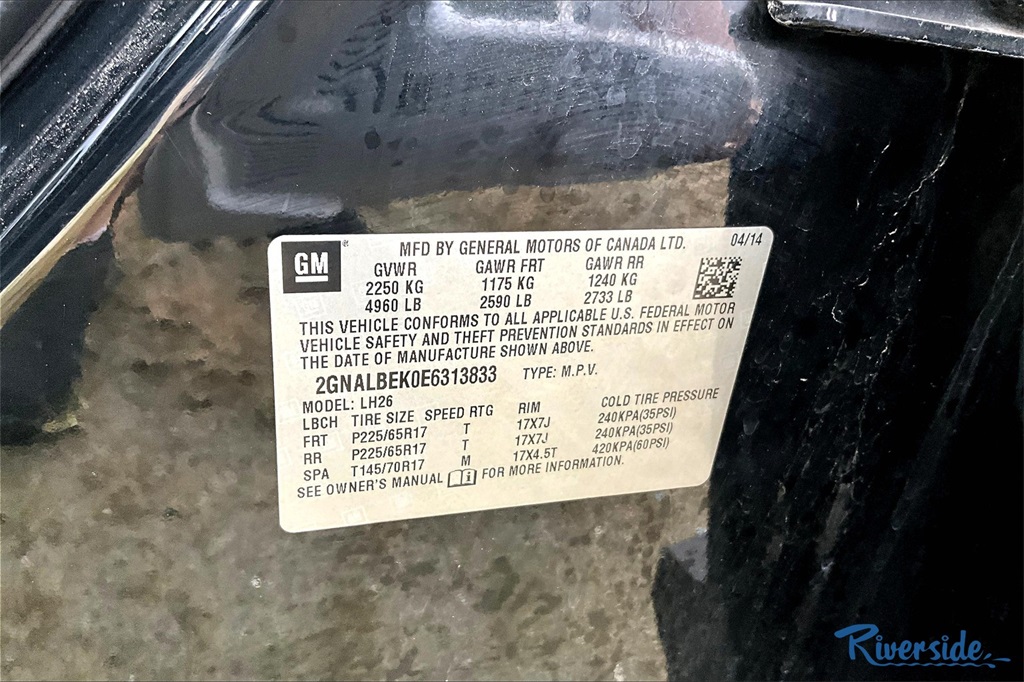 GM ® MFD BY GENERAL MOTORS OF CANADA LTD. 04/14
GVWR GAWR FRT GAWR RR
2250 KG 1175 KG 1240 KG
4960 LB 2590 LB 2733 LB
THIS VEHICLE CONFORMS TO ALL APPLICABLE U.S. FEDERAL MOTOR
VEHICLE SAFETY AND THEFT PREVENTION STANDARDS IN EFFECT ON
THE DATE OF MANUFACTURE SHOWN ABOVE.
2GNALBEK0E6313833 TYPE: M.P.V.
MODEL: LH26
LBCH TIRE SIZE SPEED RTG RIM COLD TIRE PRESSURE
FRT P225/65R17 T 17X7J 240KPA(35PSI)
RR P225/65R17 T 17X7J 240KPA(35PSI)
SPA T145/70R17 M 17X4.5T 420KPA(60PSI)
SEE OWNER'S MANUAL i FOR MORE INFORMATION.
Riverside